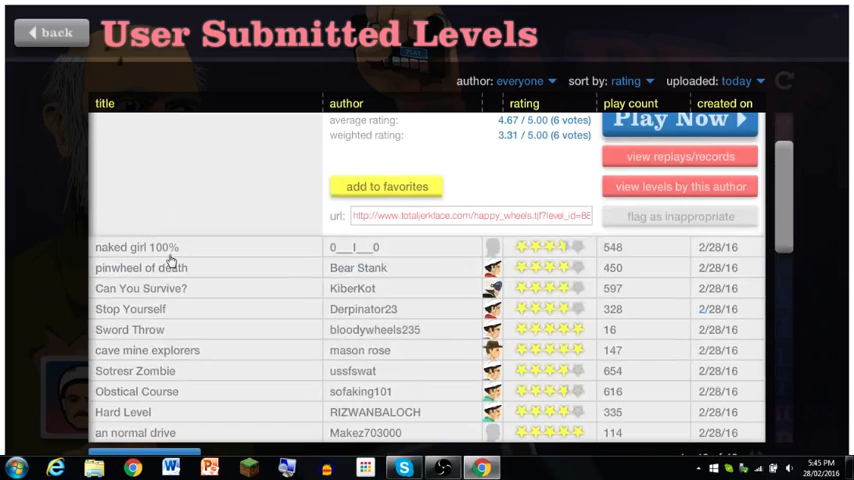 back
User Submitted Levels
author: everyone sort by: rating uploaded: today
title author rating play count created on
average rating: 4.67 / 5.00 (6 votes)
Play Now
weighted rating: 3.31 / 5.00 (6 votes)
view replays/records
add to favorites
view levels by this author
url: http://www.totaljerkface.com/happy_wheels.tjf?level_id=88
flag as inappropriate
naked girl 100% 0___I___0 548 2/28/16
pinwheel of death Bear Stank 450 2/28/16
Can You Survive? KiberKot 597 2/28/16
Stop Yourself Derpinator23 328 2/28/16
Sword Throw bloodywheels235 16 2/28/16
cave mine explorers mason rose 147 2/28/16
Sotresr Zombie ussfswat 654 2/28/16
Obstical Course sofaking101 616 2/28/16
Hard Level RIZWANBALOCH 335 2/28/16
an normal drive Makez703000 114 2/28/16
5:45 PM
28/02/2016